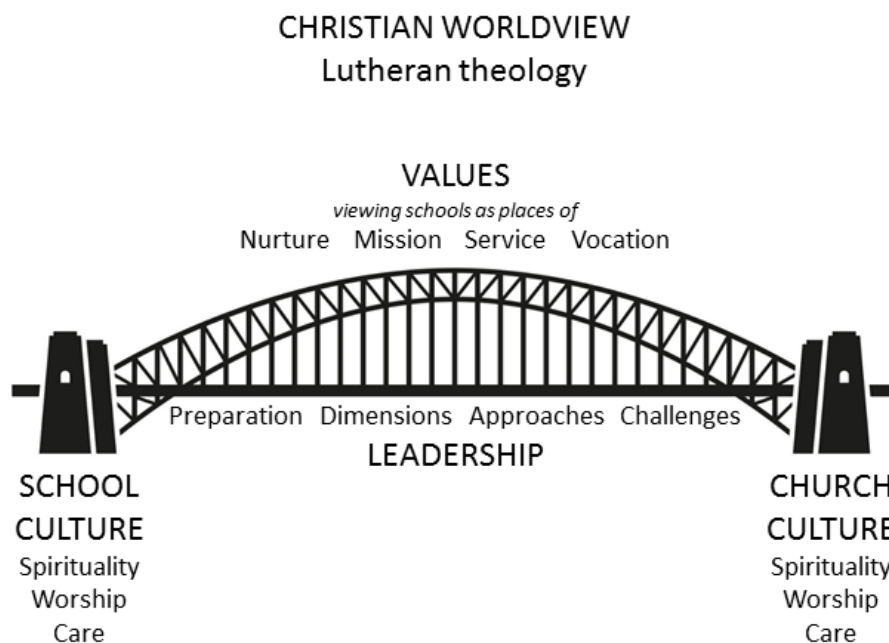 CHRISTIAN WORLDVIEW
Lutheran theology
VALUES
viewing schools as places of
Nurture Mission Service Vocation
Preparation Dimensions Approaches Challenges
LEADERSHIP
SCHOOL
CULTURE
Spirituality
Worship
Care
CHURCH
CULTURE
Spirituality
Worship
Care